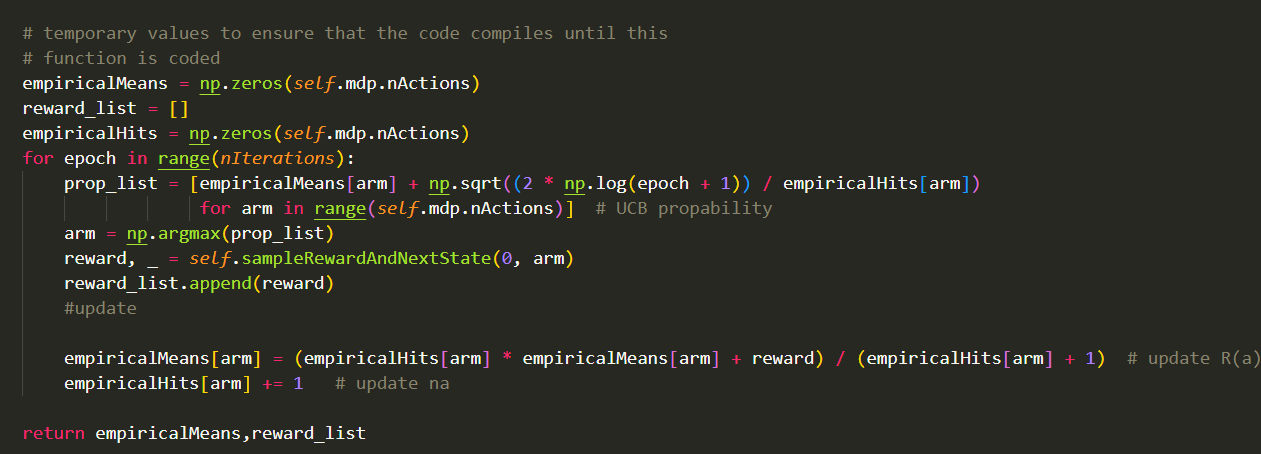 # temporary values to ensure that the code compiles until this
# function is coded
empiricalMeans = np.zeros(self.mdp.nActions)
reward_list = []
empiricalHits = np.zeros(self.mdp.nActions)
for epoch in range(nIterations):
    prop_list = [empiricalMeans[arm] + np.sqrt((2 * np.log(epoch + 1)) / empiricalHits[arm])
                 for arm in range(self.mdp.nActions)]  # UCB propability
    arm = np.argmax(prop_list)
    reward, _ = self.sampleRewardAndNextState(0, arm)
    reward_list.append(reward)
    #update
    empiricalMeans[arm] = (empiricalHits[arm] * empiricalMeans[arm] + reward) / (empiricalHits[arm] + 1)  # update R(a)
    empiricalHits[arm] += 1   # update na
return empiricalMeans,reward_list